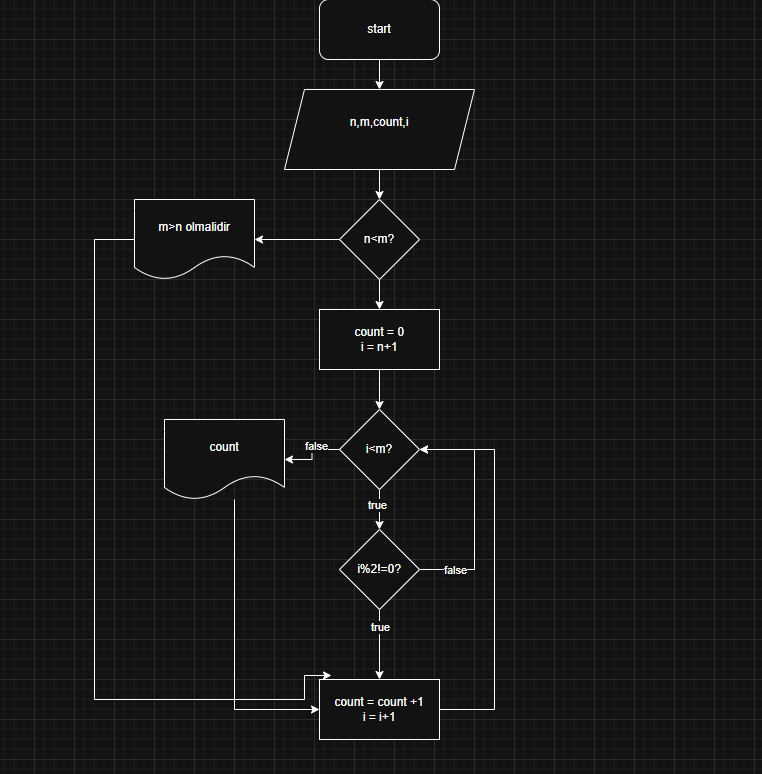 start
n,m,count,i
m>n olmalidir
n<m?
count = 0
i = n+1
count
false
i<m?
true
i%2!=0?
false
true
count = count +1
i = i+1